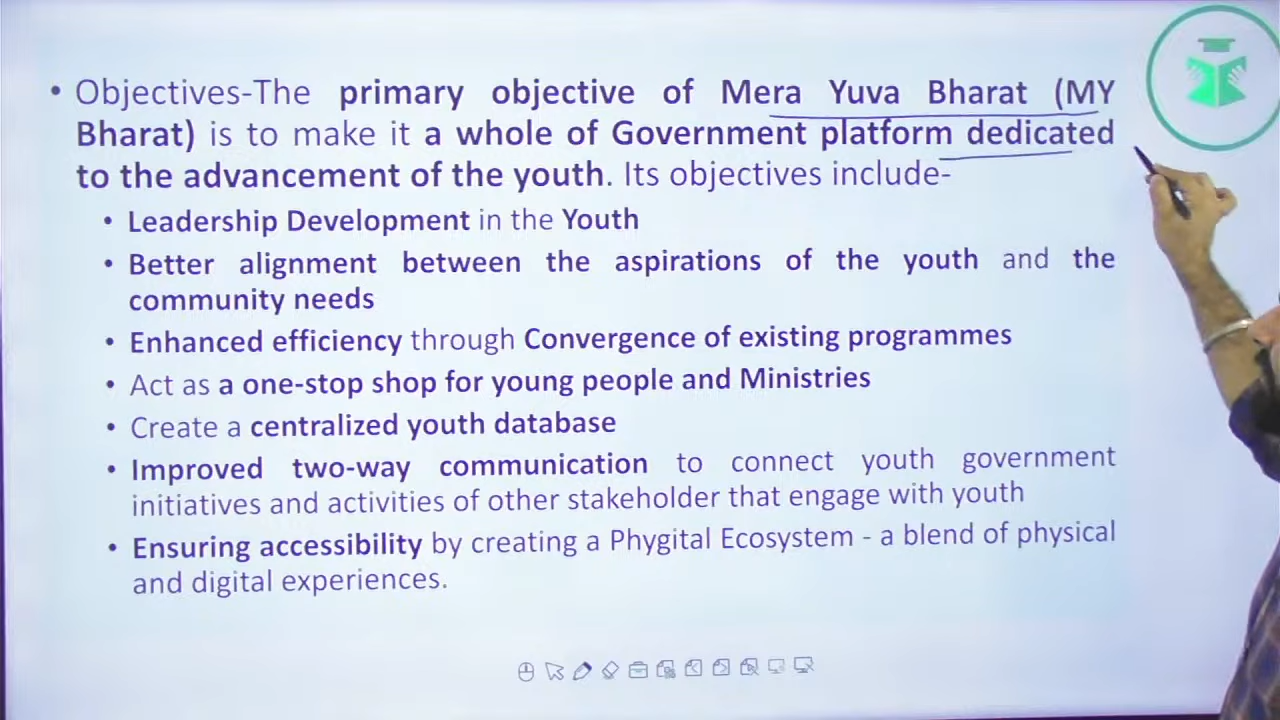 • Objectives-The primary objective of Mera Yuva Bharat (MY
Bharat) is to make it a whole of Government platform dedicated
to the advancement of the youth. Its objectives include-
• Leadership Development in the Youth
• Better alignment between the aspirations of the youth and the
community needs
• Enhanced efficiency through Convergence of existing programmes
• Act as a one-stop shop for young people and Ministries
• Create a centralized youth database
• Improved two-way communication to connect youth government
initiatives and activities of other stakeholder that engage with youth
• Ensuring accessibility by creating a Phygital Ecosystem - a blend of physical
and digital experiences.